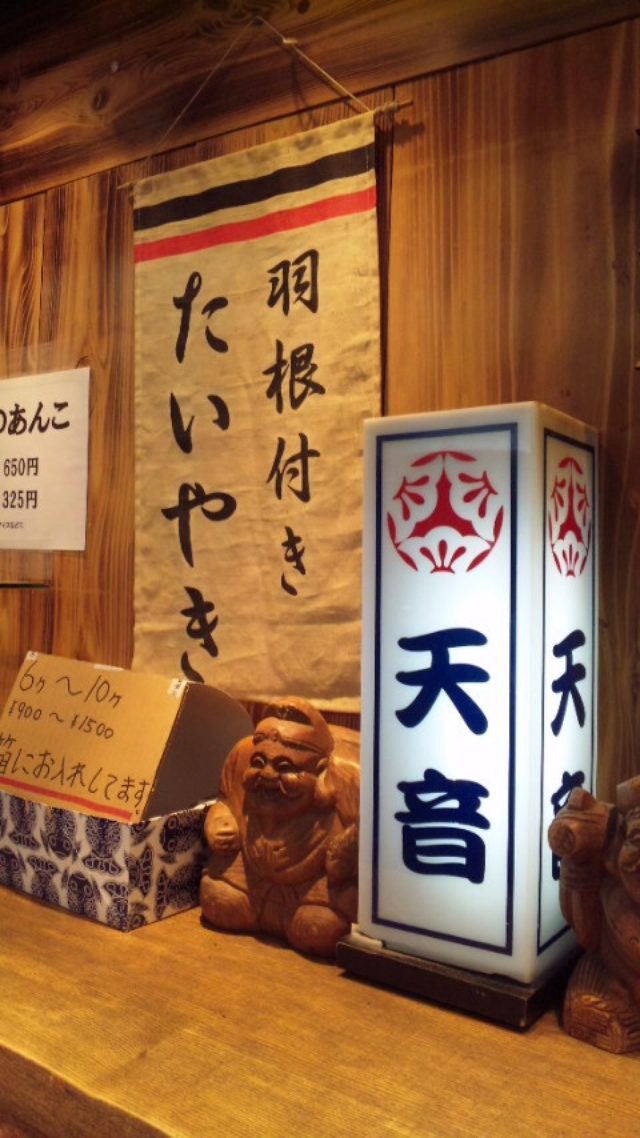 羽根付き
たいやき
のあんこ
650円
325円
6ヶ〜10ヶ
¥900〜¥1500
箱にお入れしてます
天音
天音